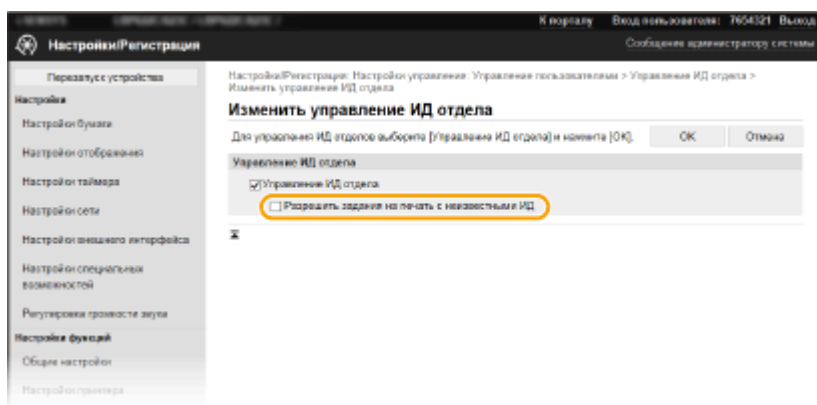 К порталу Вход пользователя: 7654321 Выход
Настройки/Регистрация
Сообщение администратору системы
Перезапуск устройства
Настройки
Настройки бумаги
Настройки отображения
Настройки таймера
Настройки сети
Настройки внешнего интерфейса
Настройки специальных
возможностей
Регулировка громкости звука
Настройки функций
Общие настройки
Настройки принтера
Настройки/Регистрация: Настройки управления: Управление пользователями > Управление ИД отдела >
Изменить управление ИД отдела
Изменить управление ИД отдела
Для управления ИД отделов выберите [Управление ИД отдела] и нажмите [OK].
OK Отмена
Управление ИД отдела
Управление ИД отдела
Разрешить задания на печать с неизвестными ИД